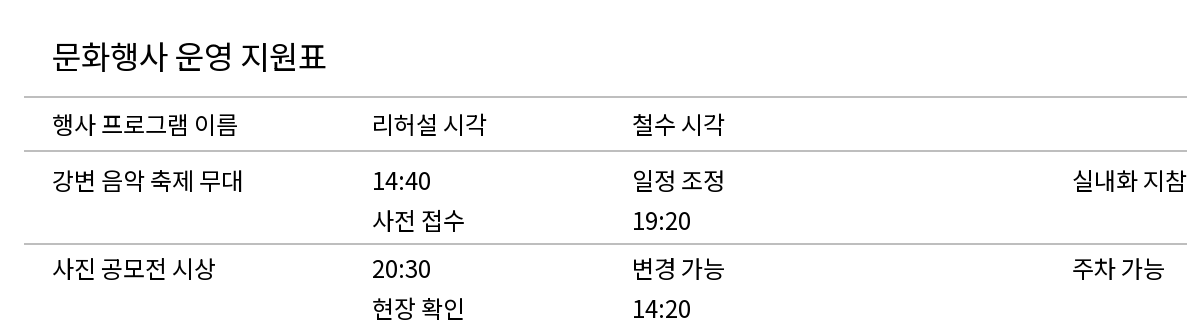 문화행사 운영 지원표
행사 프로그램 이름 리허설 시각 철수 시각
강변 음악 축제 무대 14:40 일정 조정 실내화 지참
사전 접수 19:20
사진 공모전 시상 20:30 변경 가능 주차 가능
현장 확인 14:20